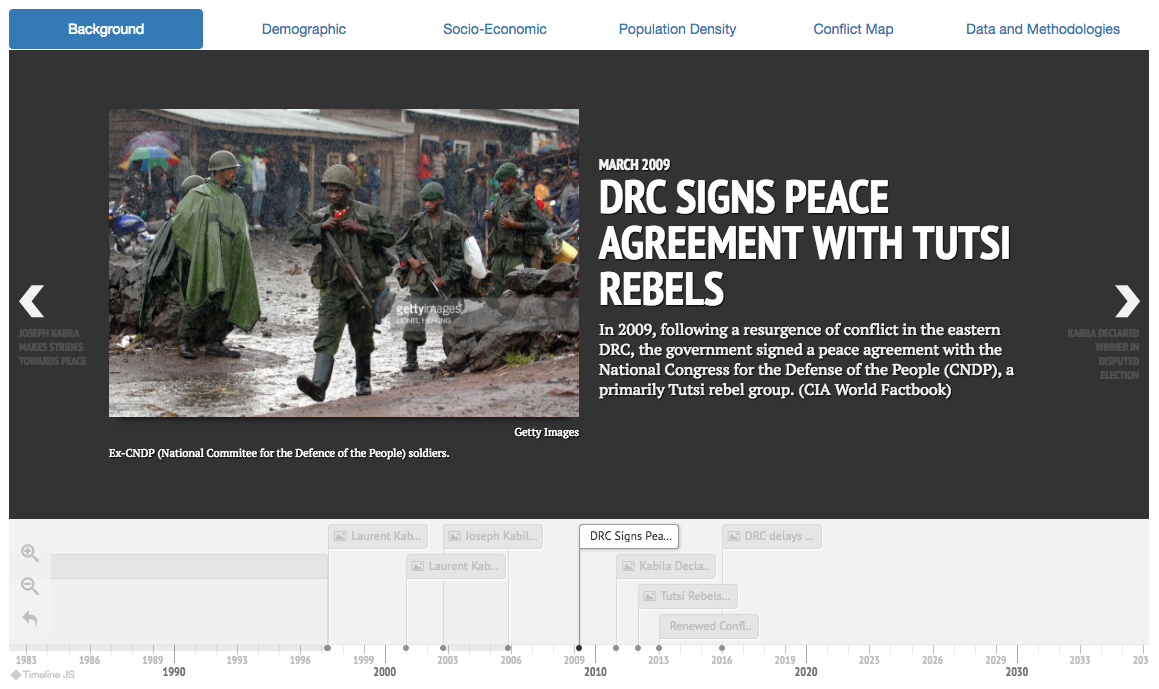 Background
Demographic
Socio-Economic
Population Density
Conflict Map
Data and Methodologies
gettyimages
LIONEL HEALING
Getty Images
Ex-CNDP (National Commitee for the Defence of the People) soldiers.
MARCH 2009
DRC SIGNS PEACE
AGREEMENT WITH TUTSI
REBELS
In 2009, following a resurgence of conflict in the eastern
DRC, the government signed a peace agreement with the
National Congress for the Defense of the People (CNDP), a
primarily Tutsi rebel group. (CIA World Factbook)
JOSEPH KABILA
MAKES STRIDES
TOWARDS PEACE
KABILA DECLARED
WINNER IN
DISPUTED
ELECTION
Laurent Kab...
Joseph Kabil...
DRC Signs Pea...
DRC delays ...
Laurent Kab...
Kabila Decla...
Tutsi Rebels...
Renewed Confl..
1983 1986 1989 1993 1996 1999 2003 2006 2009 2013 2016 2019 2023 2026 2029 2033 203
1990 2000 2010 2020 2030
Timeline JS